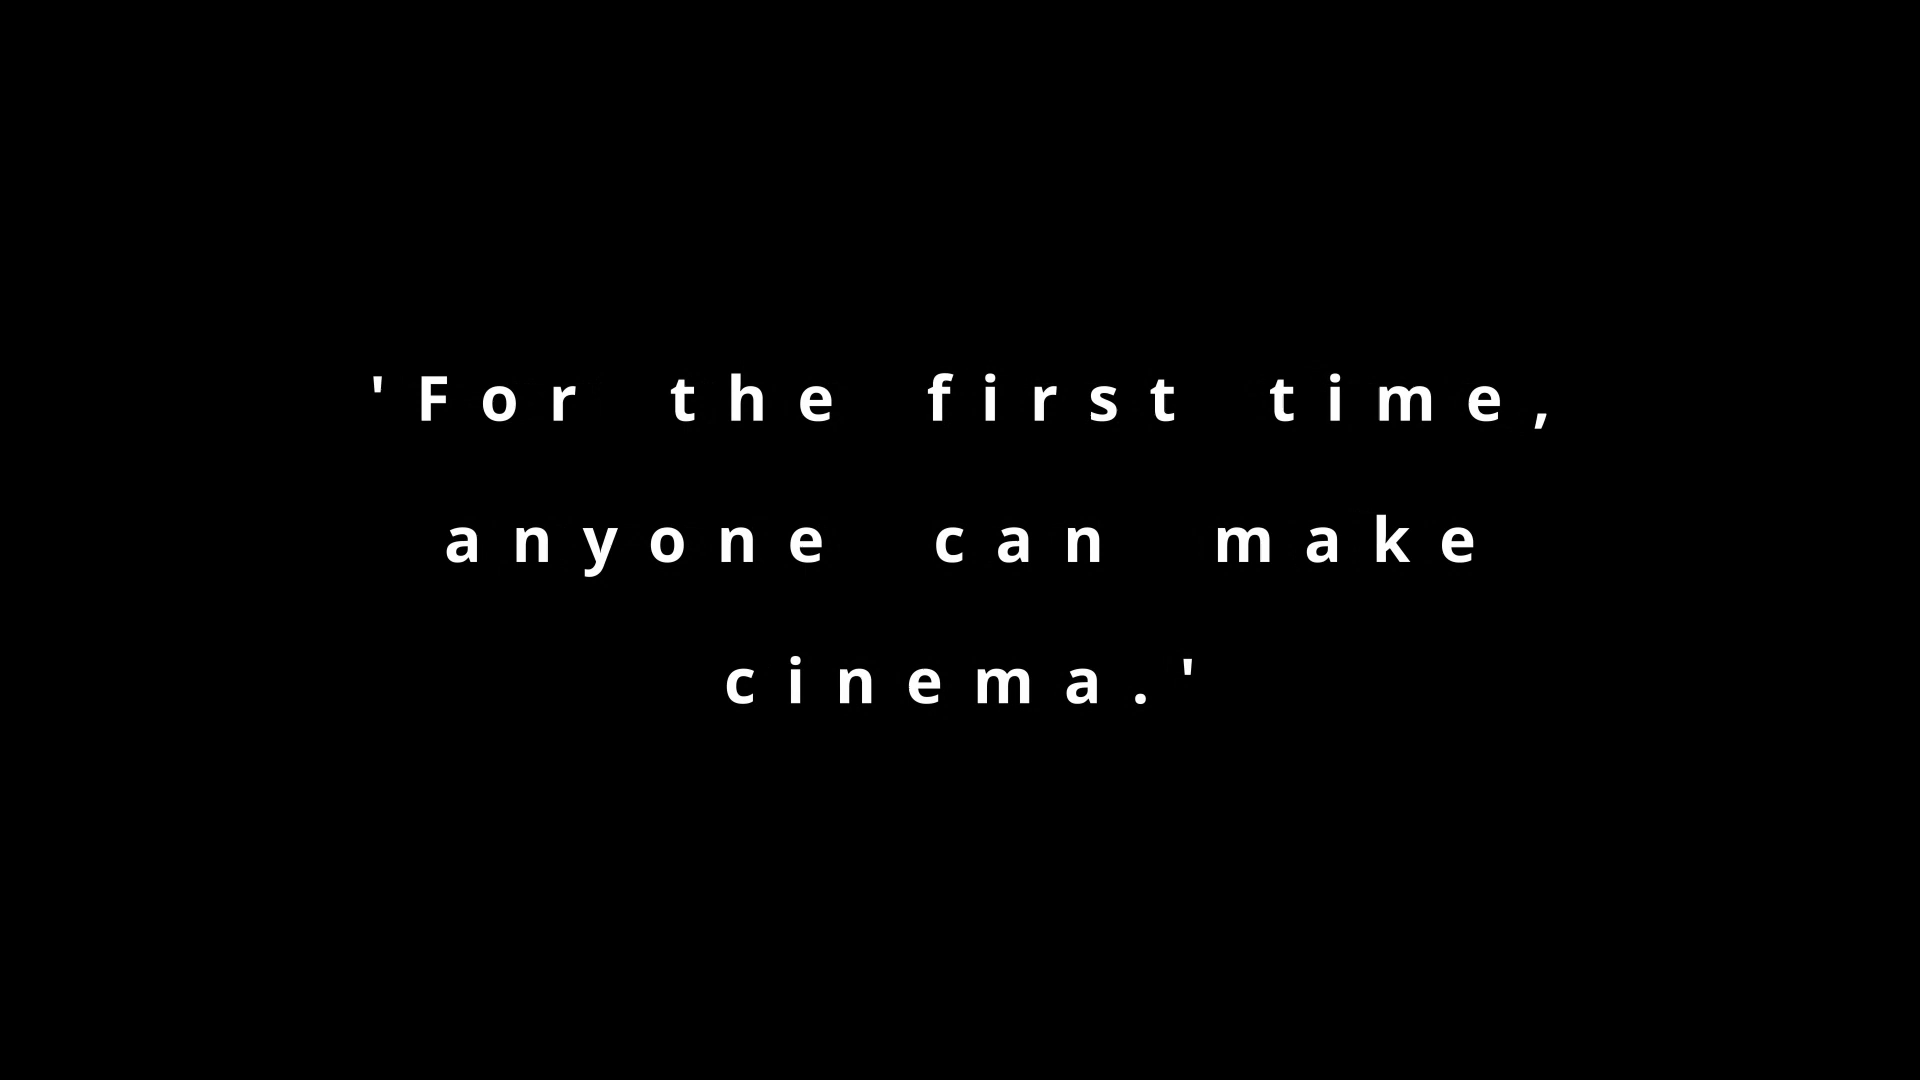 'For the first time,
anyone can make
cinema.'